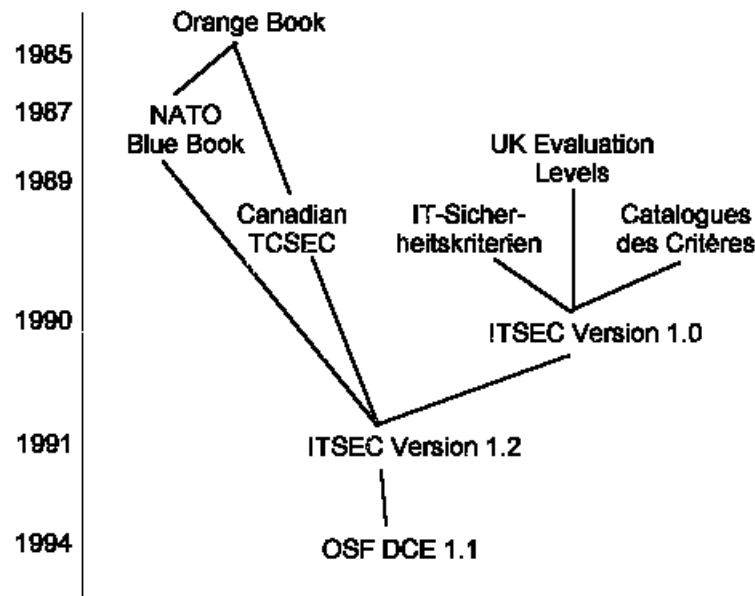 Orange Book
1985
1987
NATO
Blue Book
UK Evaluation
Levels
1989
Canadian
TCSEC
IT-Sicher-
heitskriterien
Catalogues
des Critères
1990
ITSEC Version 1.0
1991
ITSEC Version 1.2
1994
OSF DCE 1.1